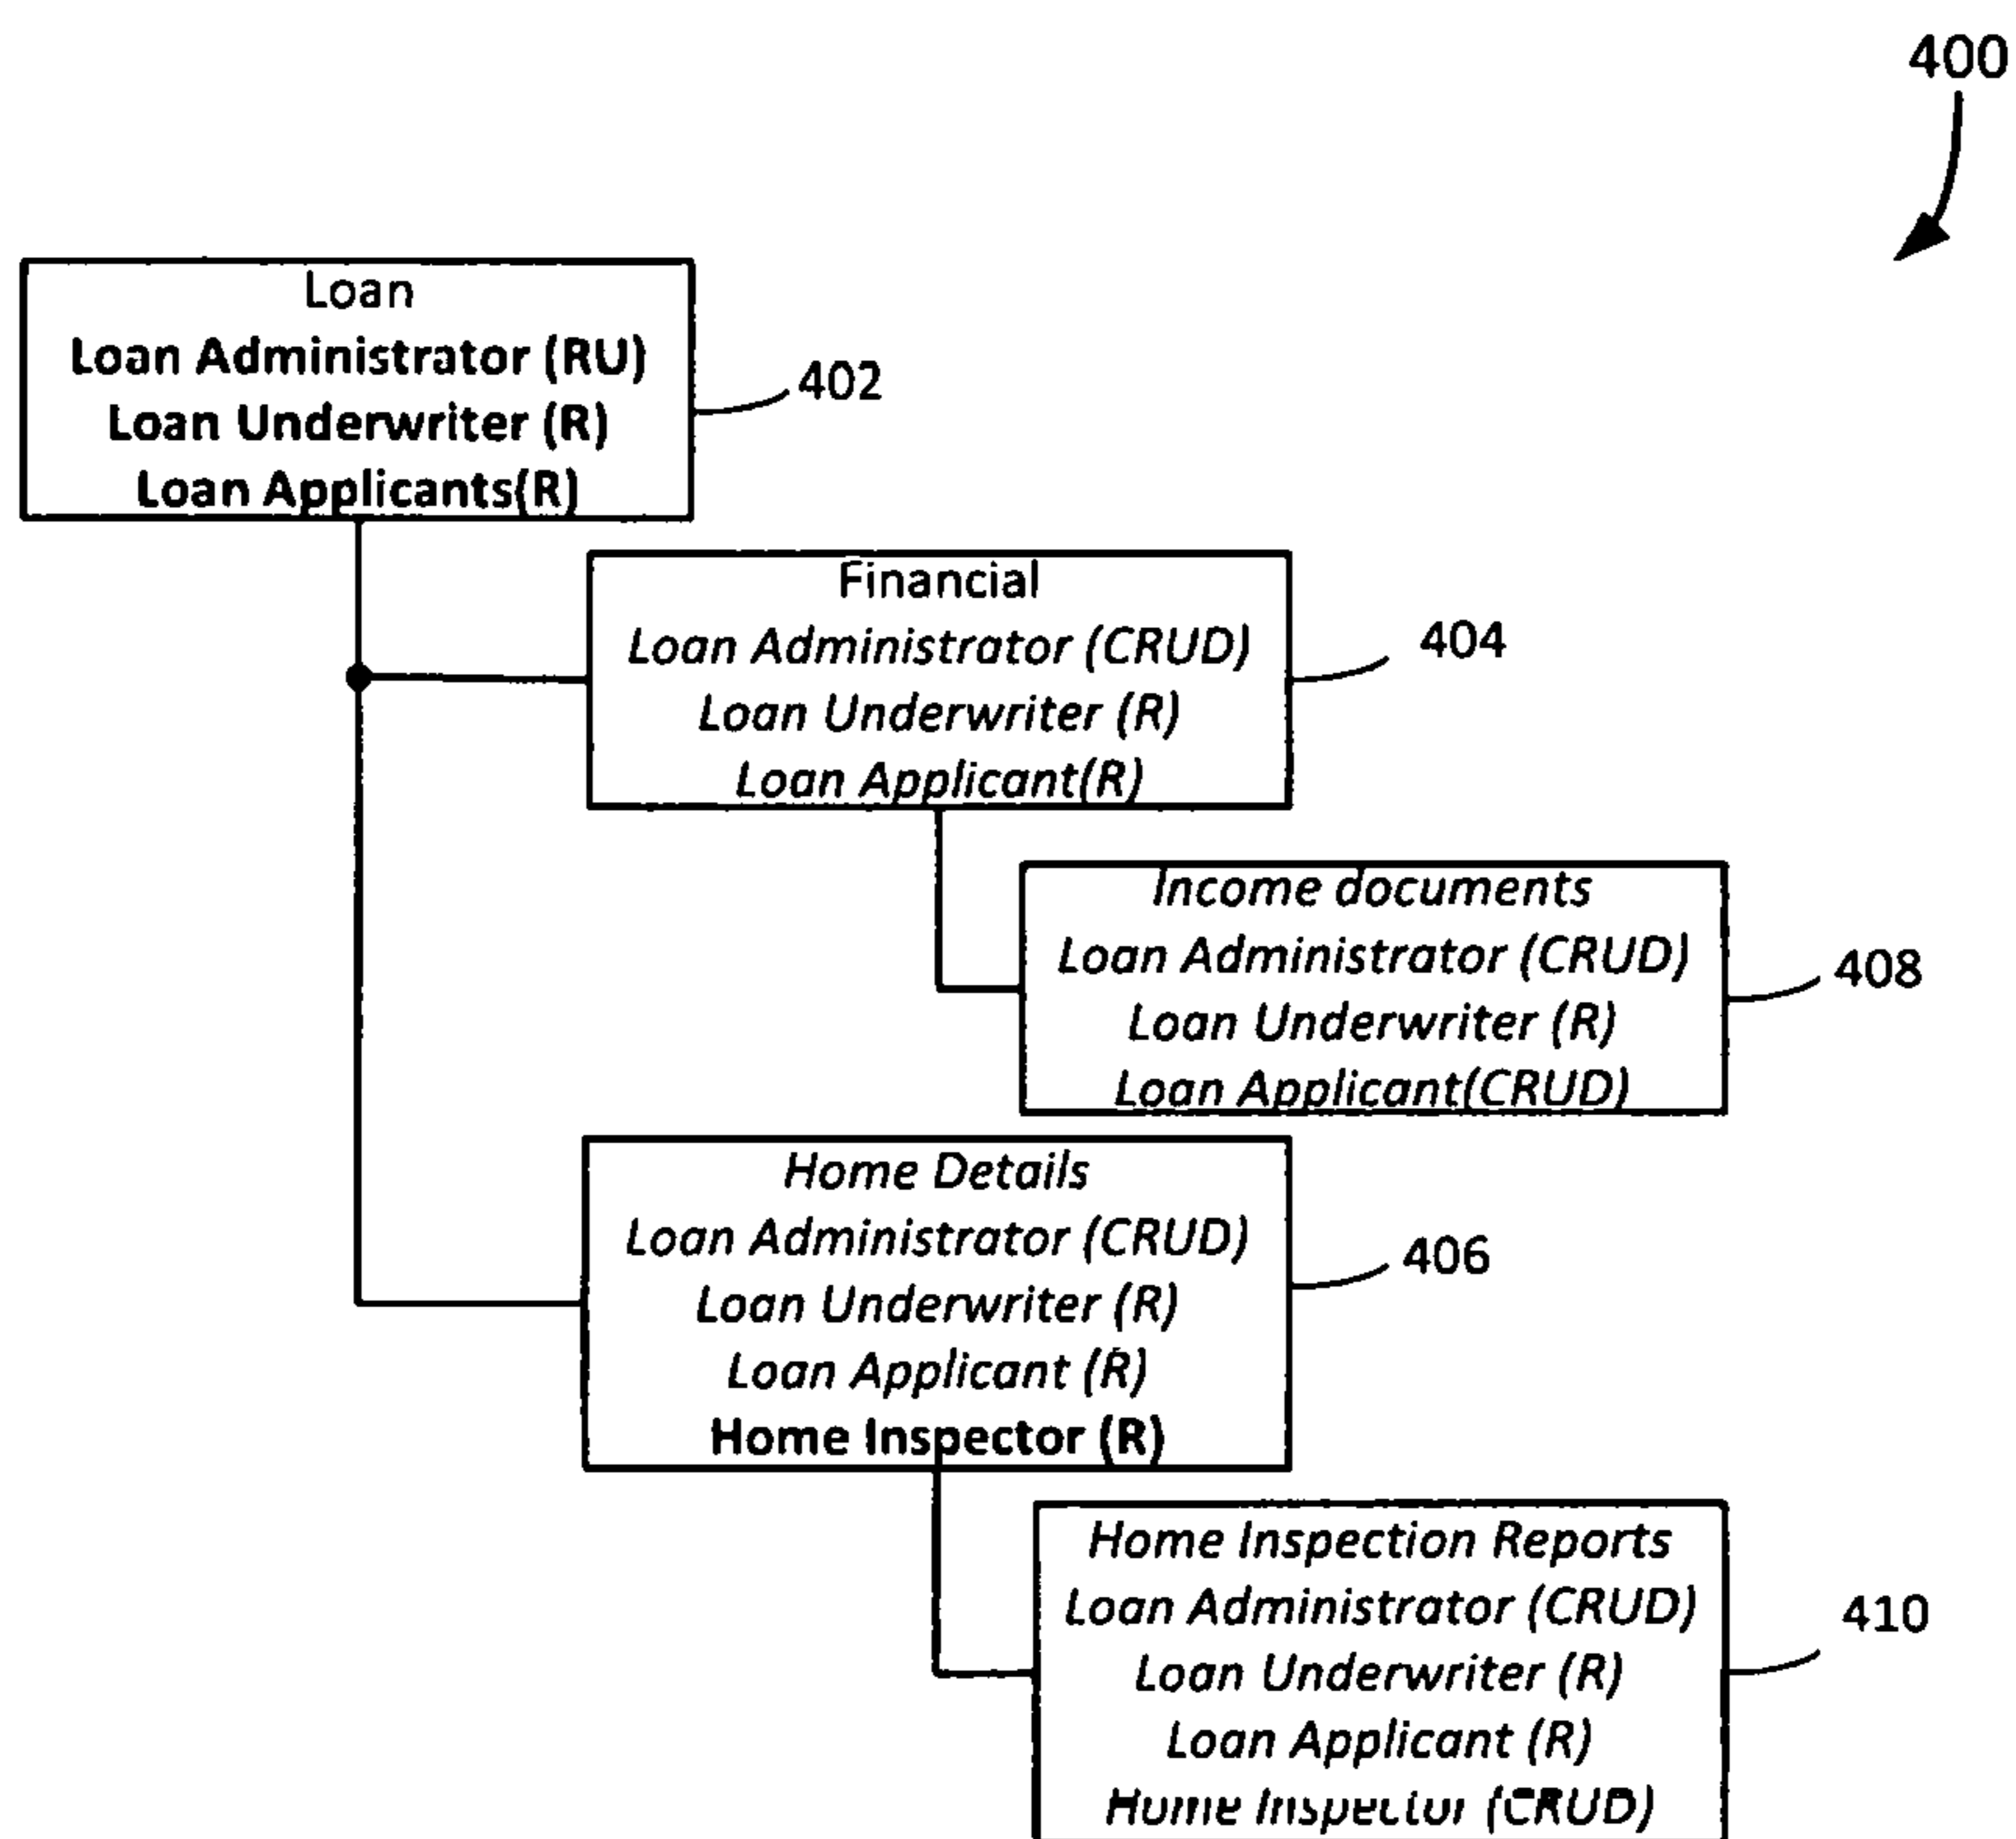 400
Loan
Loan Administrator (RU)
Loan Underwriter (R)
Loan Applicants(R)
402
Financial
Loan Administrator (CRUD)
Loan Underwriter (R)
Loan Applicant(R)
404
Income documents
Loan Administrator (CRUD)
Loan Underwriter (R)
Loan Applicant(CRUD)
408
Home Details
Loan Administrator (CRUD)
Loan Underwriter (R)
Loan Applicant (R)
Home Inspector (R)
406
Home Inspection Reports
Loan Administrator (CRUD)
Loan Underwriter (R)
Loan Applicant (R)
Home Inspector (CRUD)
410